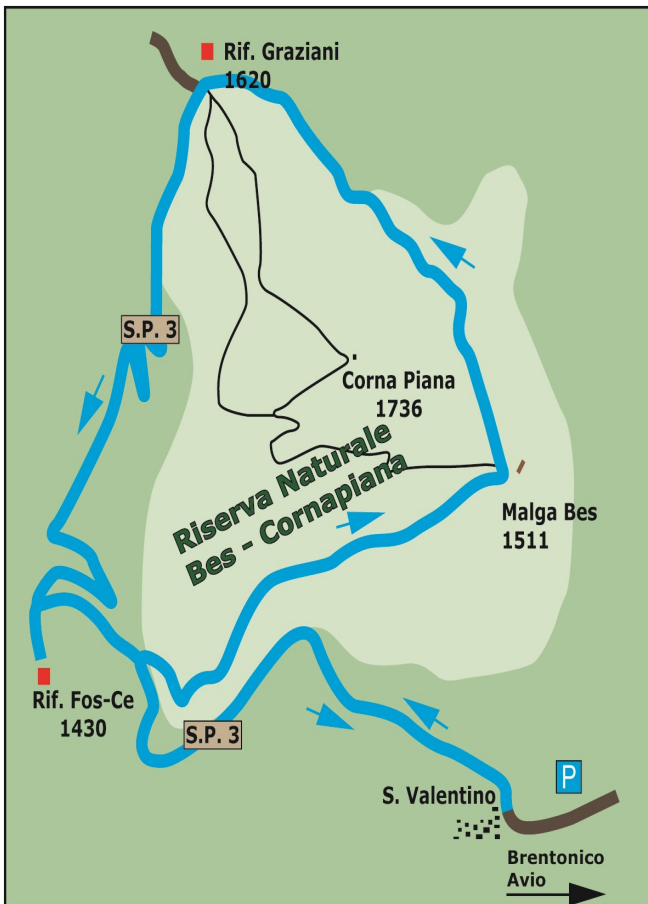 Rif. Graziani
1620
S.P. 3
Corna Piana
1736
Riserva Naturale
Bes - Cornapiana
Malga Bes
1511
Rif. Fos-Ce
1430
S.P. 3
P
S. Valentino
Brentonico
Avio